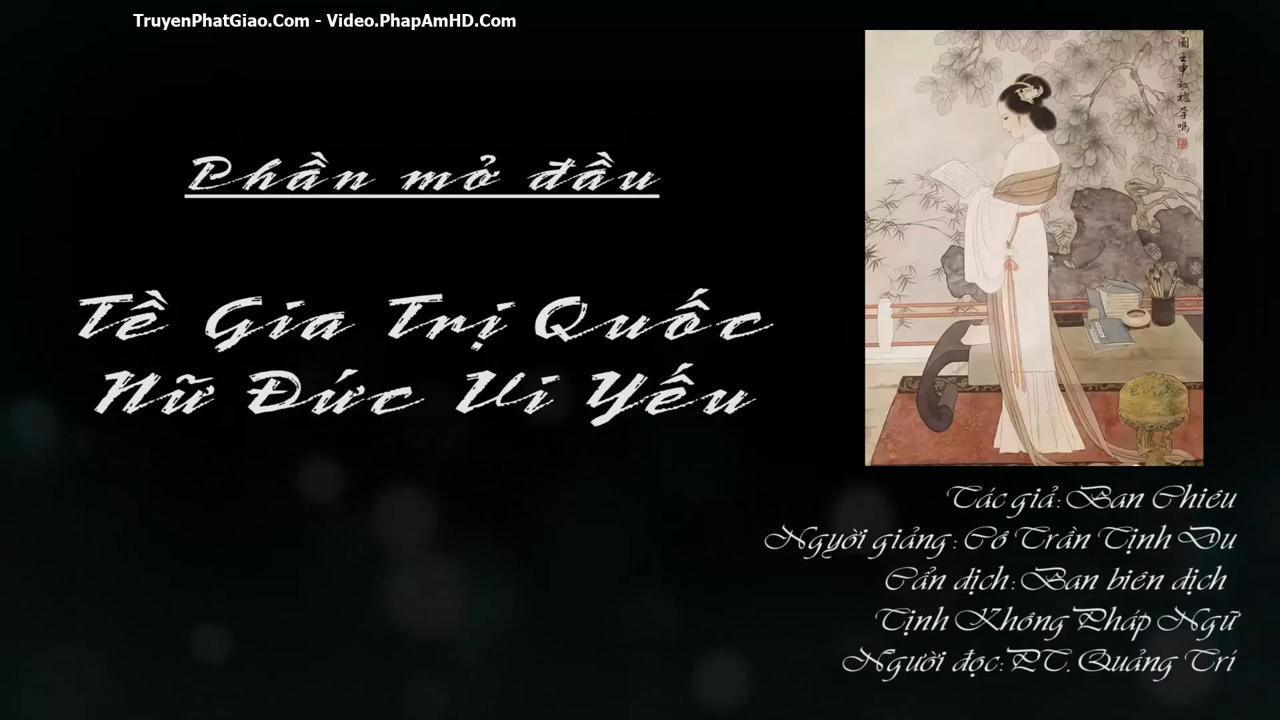 TruyenPhatGiao.Com - Video.PhapAmHD.Com
Phần mở đầu
Tề Gia Trị Quốc
Nữ Đức Vi Yếu
Tác giả: Ban Chiêu
Người giảng: Cô Trần Tịnh Du
Cẩn dịch: Ban biên dịch
Tịnh Không Pháp Ngữ
Người đọc: PT. Quảng Trí